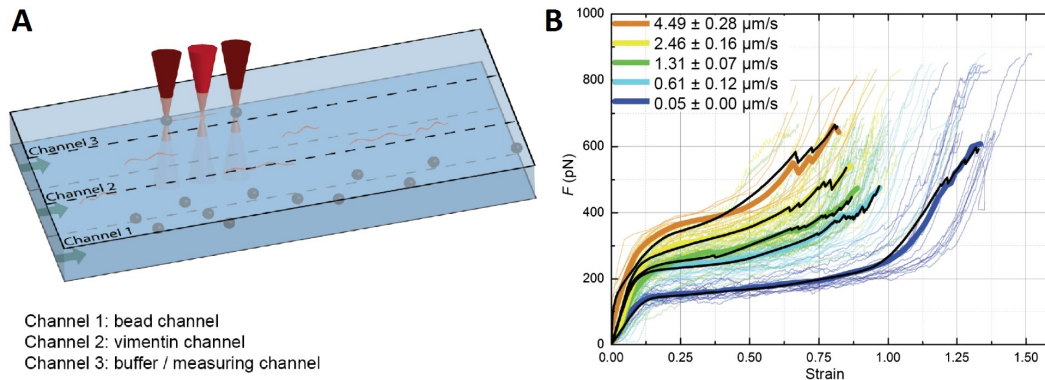 A
Channel 3
Channel 2
Channel 1
Channel 1: bead channel
Channel 2: vimentin channel
Channel 3: buffer / measuring channel
B
1000
800
600
400
200
0
F (pN)
4.49 ± 0.28 µm/s
2.46 ± 0.16 µm/s
1.31 ± 0.07 µm/s
0.61 ± 0.12 µm/s
0.05 ± 0.00 µm/s
0.00 0.25 0.50 0.75 1.00 1.25 1.50
Strain